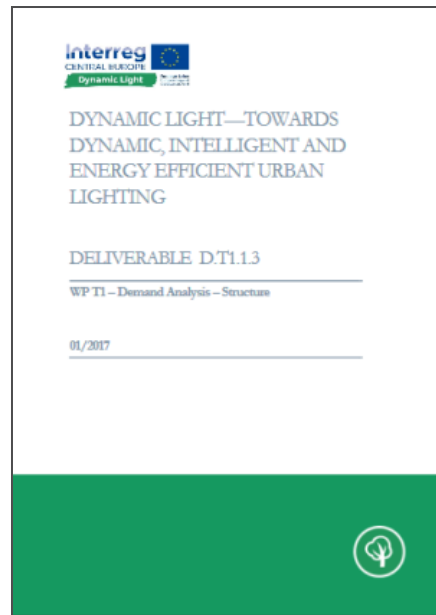 Interreg
CENTRAL EUROPE
Dynamic Light
DYNAMIC LIGHT—TOWARDS
DYNAMIC, INTELLIGENT AND
ENERGY EFFICIENT URBAN
LIGHTING
DELIVERABLE D.T1.1.3
WP T1 – Demand Analysis – Structure
01/2017